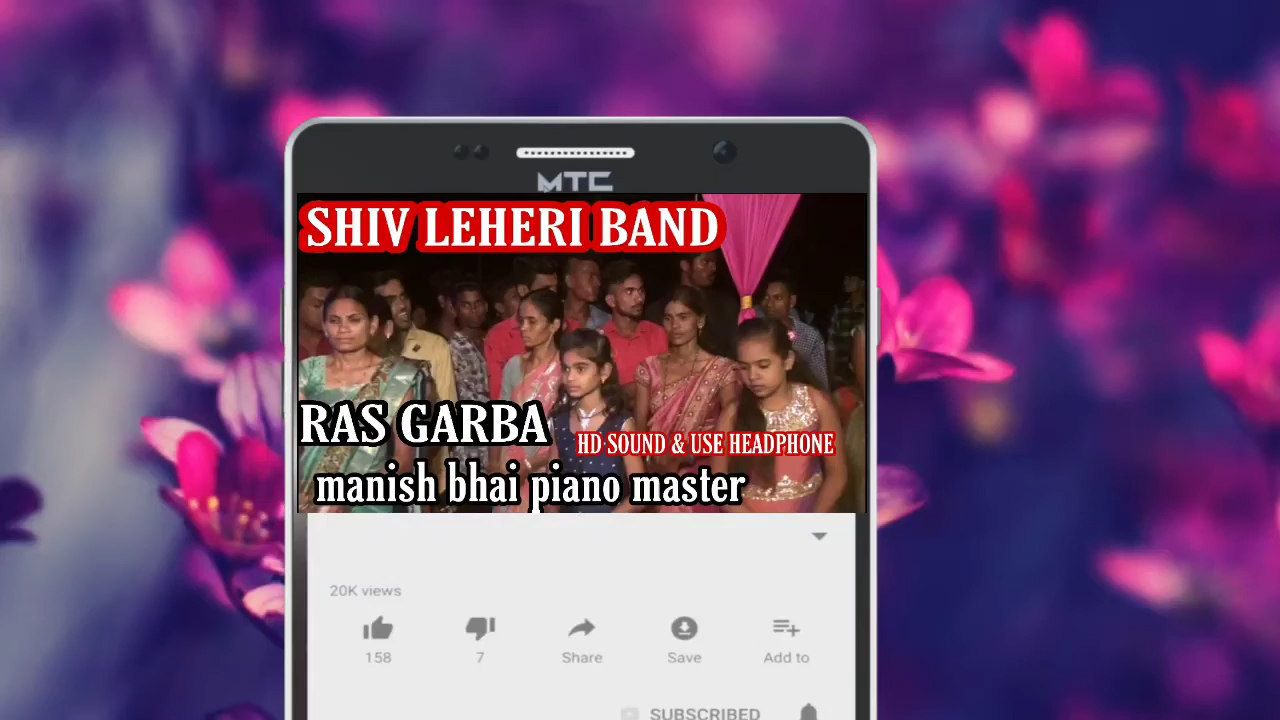 MTC
SHIV LEHERI BAND
RAS GARBA
HD SOUND & USE HEADPHONE
manish bhai piano master
20K views
158
7
Share
Save
Add to
SUBSCRIBED